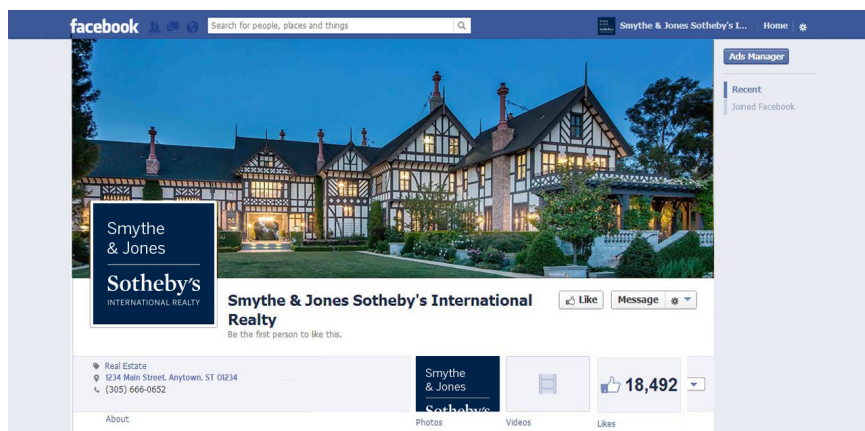 facebook
Search for people, places and things
Smythe & Jones Sotheby's I...
Home
Ads Manager
Recent
Joined Facebook
Smythe
& Jones
Sotheby's
INTERNATIONAL REALTY
Smythe & Jones Sotheby's International
Realty
Be the first person to like this.
Like
Message
Real Estate
1234 Main Street, Anytown, ST 01234
(305) 666-0652
About
Smythe
& Jones
Sotheby's
Photos
Videos
18,492
Likes